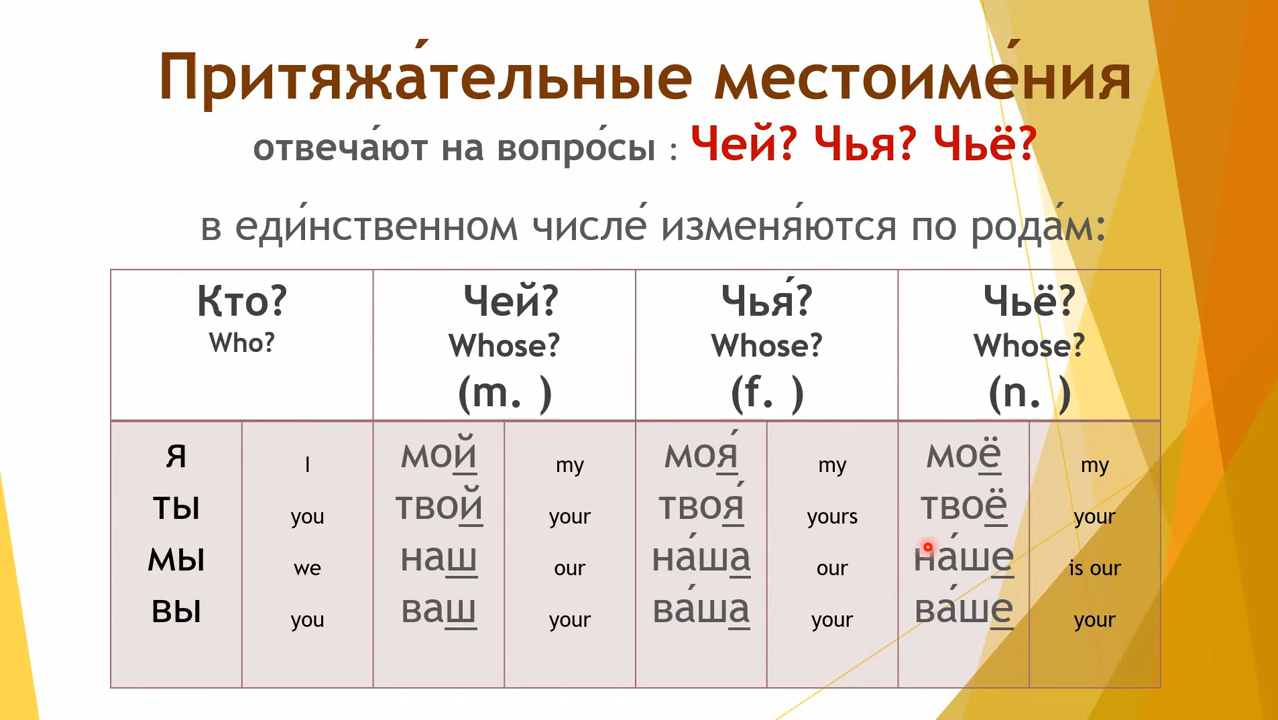 Притяжа́тельные местоиме́ния
отвеча́ют на вопро́сы : Чей? Чья? Чьё?
в еди́нственном числе́ изменя́ются по рода́м:
Кто? Чей? Чья́? Чьё?
Who? Whose? Whose? Whose?
(m. ) (f. ) (n. )
я I мой my моя́ my моё my
ты you твой your твоя́ yours твоё your
мы we наш our на́ша our на́ше is our
вы you ваш your ва́ша your ва́ше your